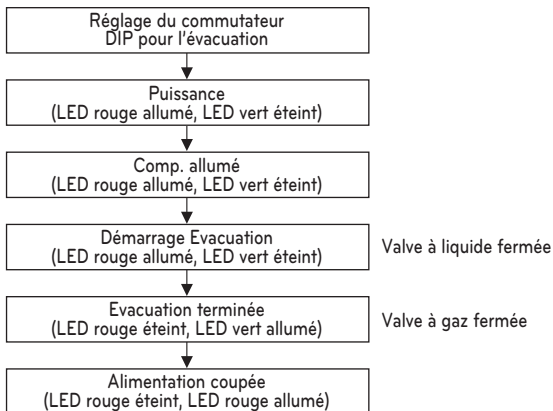 Réglage du commutateur
DIP pour l'évacuation
Puissance
(LED rouge allumé, LED vert éteint)
Comp. allumé
(LED rouge allumé, LED vert éteint)
Démarrage Evacuation
(LED rouge allumé, LED vert éteint)
Valve à liquide fermée
Evacuation terminée
(LED rouge éteint, LED vert allumé)
Valve à gaz fermée
Alimentation coupée
(LED rouge éteint, LED rouge allumé)